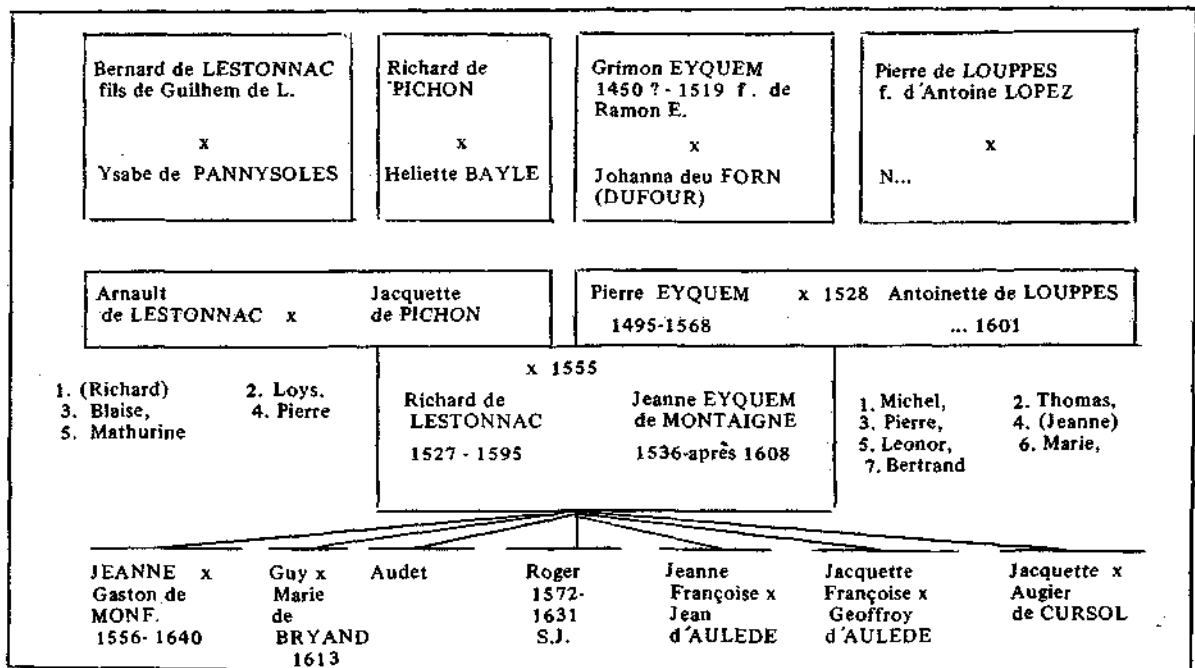 Bernard de LESTONNAC
fils de Guilhem de L.
x
Ysabe de PANNYSOLES
Richard de
PICHON
x
Heliette BAYLE
Grimon EYQUEM
1450 ? - 1519 f. de
Ramon E.
x
Johanna deu FORN
(DUFOUR)
Pierre de LOUPPES
f. d'Antoine LOPEZ
x
N...
Arnault
de LESTONNAC x
Jacquette
de PICHON
Pierre EYQUEM x 1528 Antoinette de LOUPPES
1495-1568 ... 1601
1. (Richard) 2. Loys.
3. Blaise, 4. Pierre
5. Mathurine
x 1555
Richard de
LESTONNAC
1527 - 1595
Jeanne EYQUEM
de MONTAIGNE
1536-après 1608
1. Michel, 2. Thomas,
3. Pierre, 4. (Jeanne)
5. Leonor, 6. Marie,
7. Bertrand
JEANNE x
Gaston de
MONF.
1556- 1640
Guy x
Marie
de
BRYAND
1613
Audet
Roger
1572-
1631
S.J.
Jeanne
Françoise x
Jean
d'AULEDE
Jacquette
Françoise x
Geoffroy
d'AULEDE
Jacquette x
Augier
de CURSOL